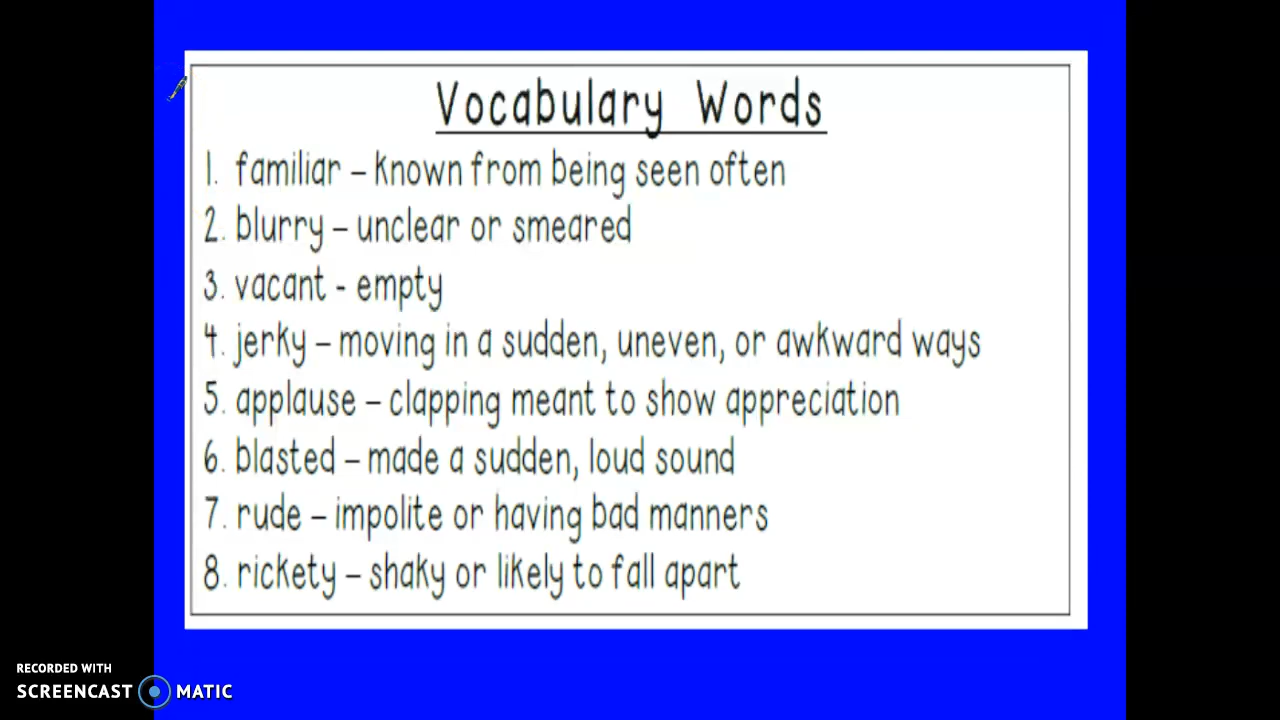 Vocabulary Words
1. familiar – known from being seen often
2. blurry – unclear or smeared
3. vacant - empty
4. jerky – moving in a sudden, uneven, or awkward ways
5. applause – clapping meant to show appreciation
6. blasted – made a sudden, loud sound
7. rude – impolite or having bad manners
8. rickety – shaky or likely to fall apart
RECORDED WITH
SCREENCAST MATIC